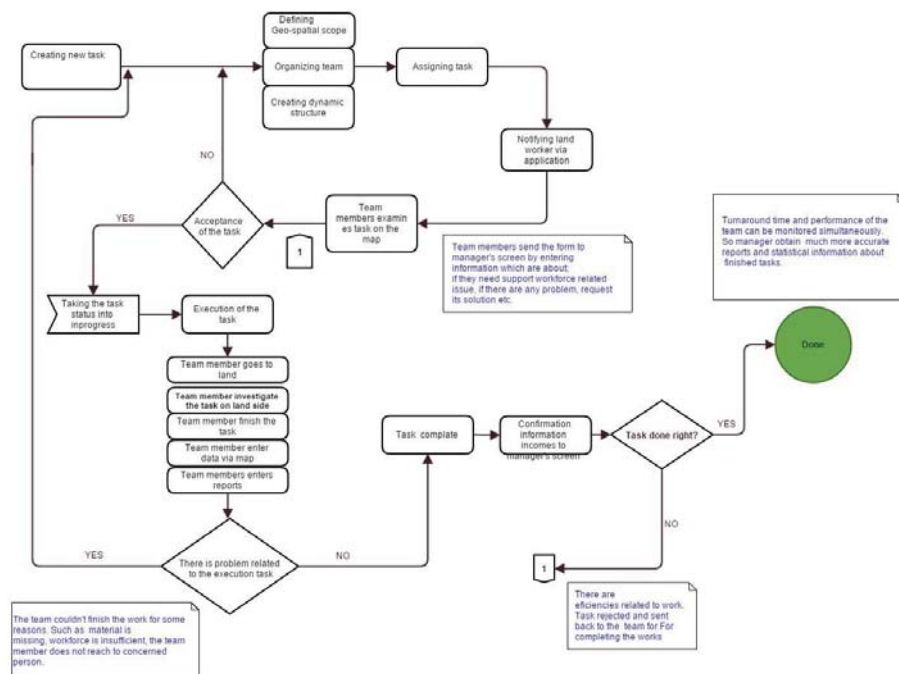 Defining
Geo-spatial scope
Creating new task
Organizing team
Assigning task
Creating dynamic
structure
Notifying land
worker via
application
NO
Team
members examin
es task on the
map
Acceptance
of the task
YES
1
Team members send the form to
manager's screen by entering
information which are about;
if they need support workforce related
issue, if there are any problem, request
its solution etc.
Turnaround time and performance of the
team can be monitored simultaneously.
So manager obtain much more accurate
reports and statistical information about
finished tasks.
Taking the task
status into
inprogress
Execution of the
task
Done
Team member goes to
land
Team member investigate
the task on land side
Team member finish the
task
Team member enter
data via map
Team members enters
reports
Task complate
Confirmation
information
incomes to
manager's screen
Task done right?
YES
NO
There is problem related
to the execution task
YES
NO
1
There are
eficiencies related to work.
Task rejected and sent
back to the team for For
completing the works
The team couldn't finish the work for some
reasons. Such as material is
missing, workforce is insufficient, the team
member does not reach to concerned
person.